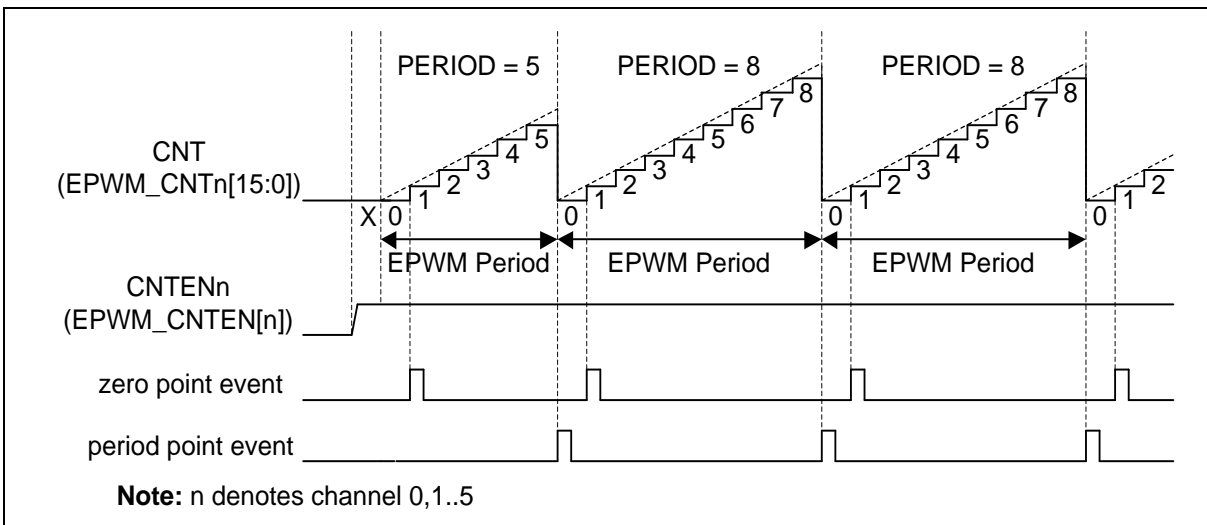 PERIOD = 5 PERIOD = 8 PERIOD = 8
CNT
(EPWM_CNTn[15:0])
X 0 1 2 3 4 5 0 1 2 3 4 5 6 7 8 0 1 2 3 4 5 6 7 8 0 1 2
EPWM Period EPWM Period EPWM Period
CNTENn
(EPWM_CNTEN[n])
zero point event
period point event
Note: n denotes channel 0,1..5